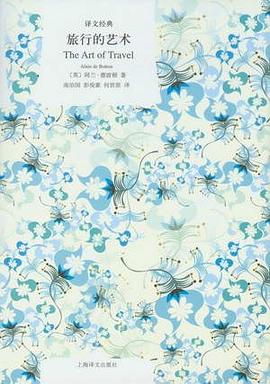 译文经典
旅行的艺术
The Art of Travel
Alain de Botton
〔英〕阿兰·德波顿 著
南治国 彭俊豪 何世原 译
上海译文出版社